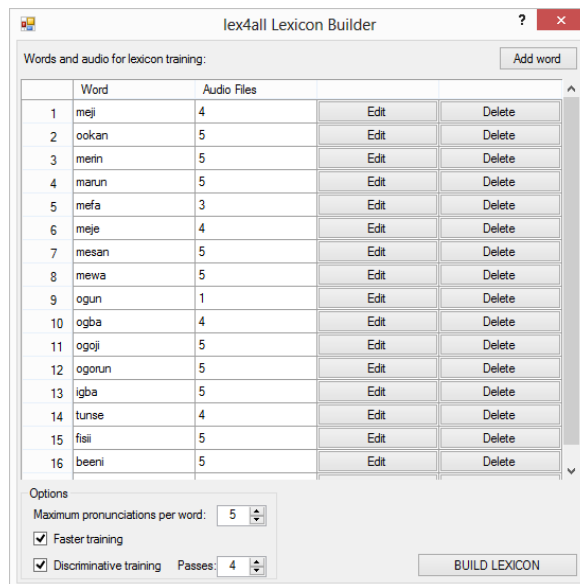 lex4all Lexicon Builder ? ×
Words and audio for lexicon training: Add word
Word Audio Files
1 meji 4 Edit Delete
2 ookan 5 Edit Delete
3 merin 5 Edit Delete
4 marun 5 Edit Delete
5 mefa 3 Edit Delete
6 meje 4 Edit Delete
7 mesan 5 Edit Delete
8 mewa 5 Edit Delete
9 ogun 1 Edit Delete
10 ogba 4 Edit Delete
11 ogoji 5 Edit Delete
12 ogorun 5 Edit Delete
13 igba 5 Edit Delete
14 tunse 4 Edit Delete
15 fisii 5 Edit Delete
16 beeni 5 Edit Delete
Options
Maximum pronunciations per word: 5
Faster training
Discriminative training Passes: 4 BUILD LEXICON